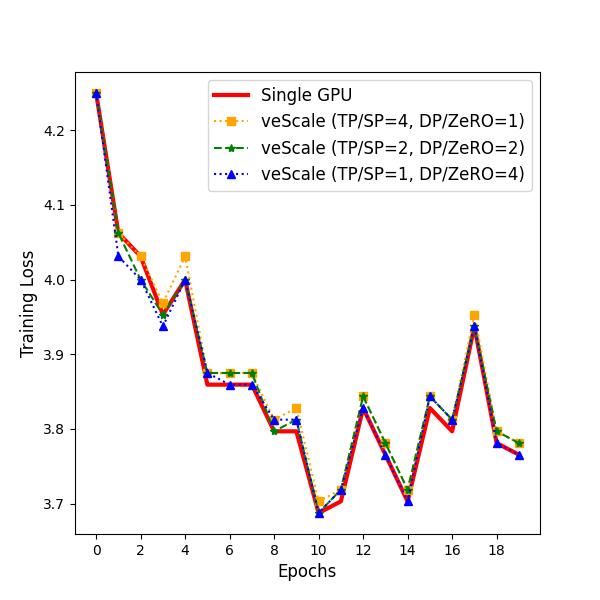 Single GPU
veScale (TP/SP=4, DP/ZeRO=1)
veScale (TP/SP=2, DP/ZeRO=2)
veScale (TP/SP=1, DP/ZeRO=4)
4.2
4.1
4.0
3.9
3.8
3.7
Training Loss
0 2 4 6 8 10 12 14 16 18
Epochs